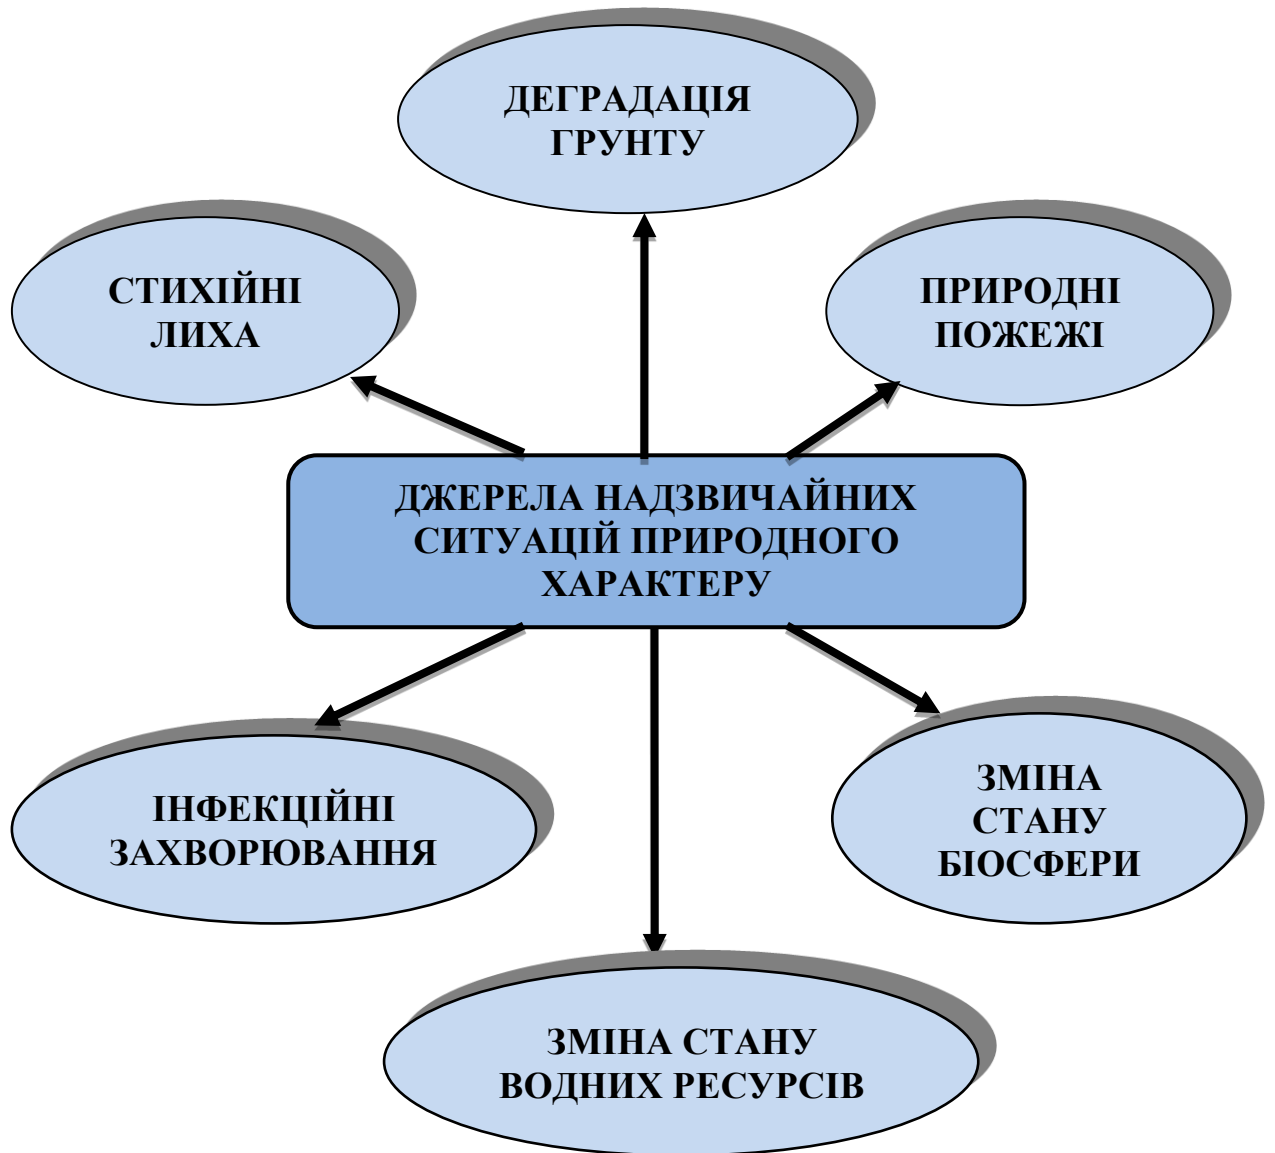 ДЕГРАДАЦІЯ
ГРУНТУ
СТИХІЙНІ
ЛИХА
ПРИРОДНІ
ПОЖЕЖІ
ДЖЕРЕЛА НАДЗВИЧАЙНИХ
СИТУАЦІЙ ПРИРОДНОГО
ХАРАКТЕРУ
ІНФЕКЦІЙНІ
ЗАХВОРЮВАННЯ
ЗМІНА
СТАНУ
БІОСФЕРИ
ЗМІНА СТАНУ
ВОДНИХ РЕСУРСІВ